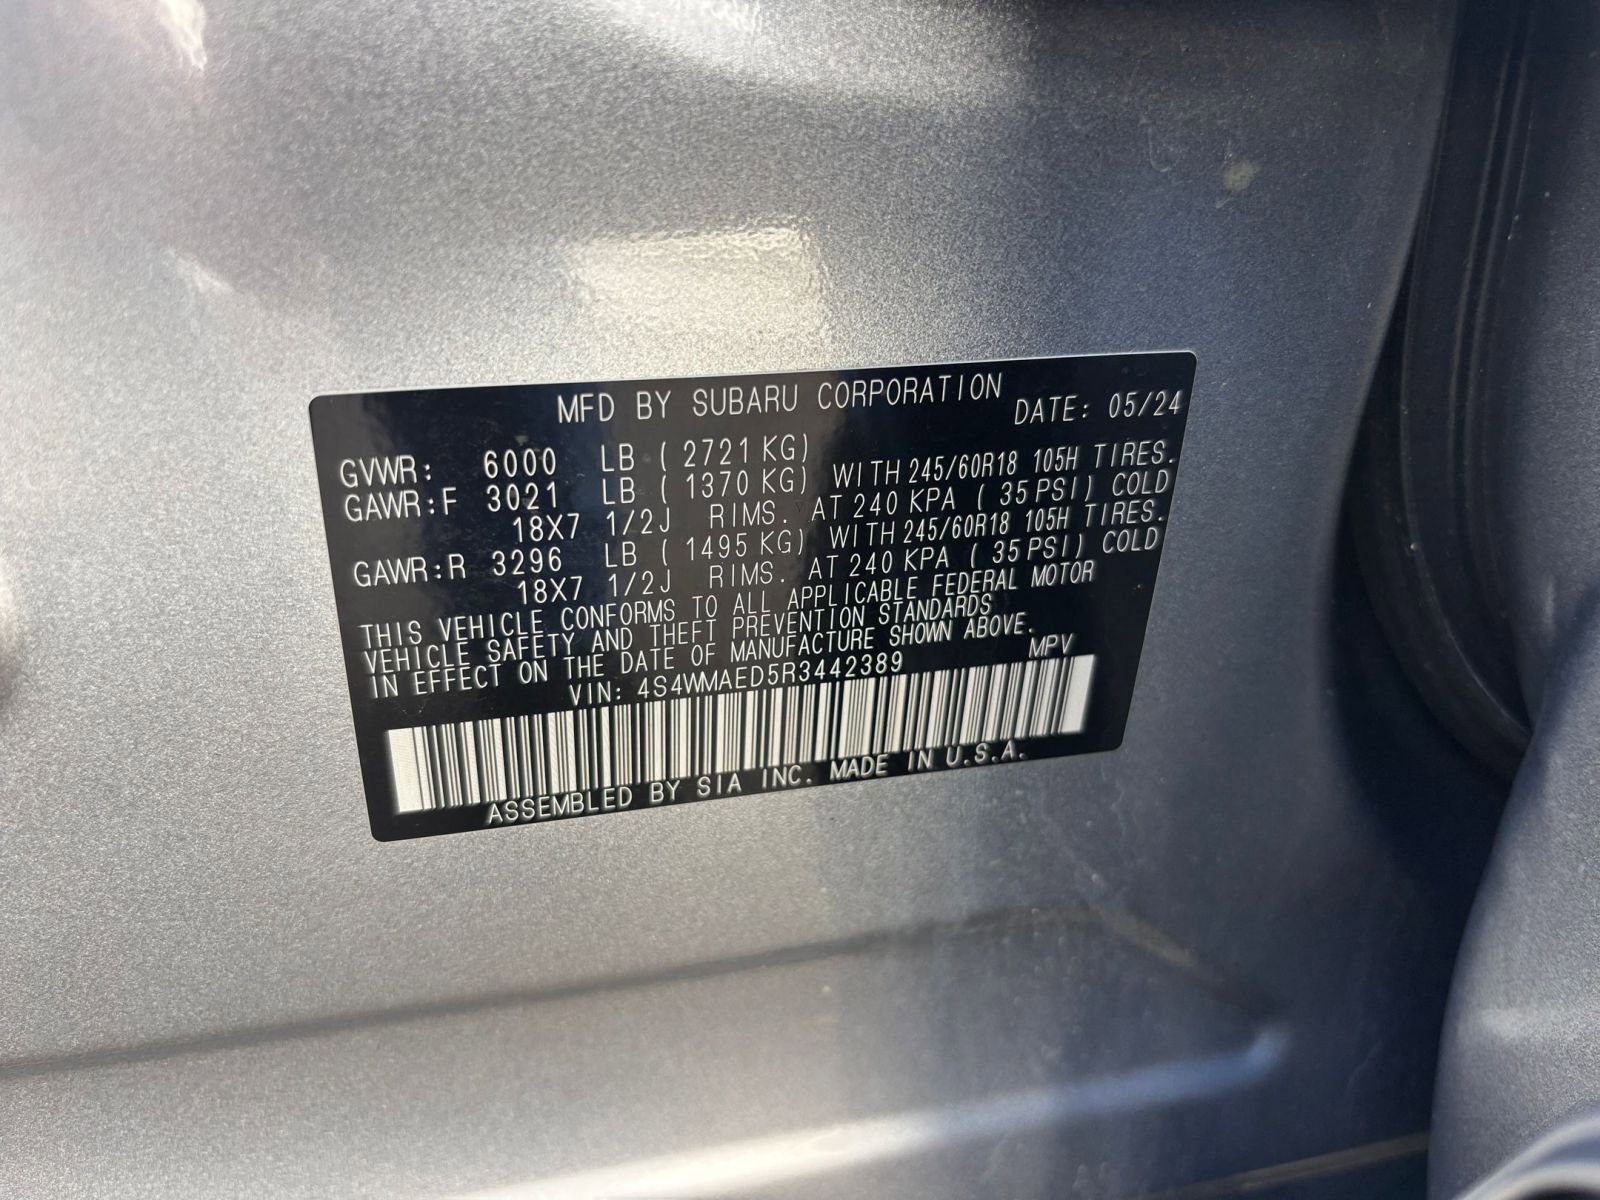 MFD BY SUBARU CORPORATION DATE: 05/24
GVWR: 6000 LB ( 2721 KG)
GAWR:F 3021 LB ( 1370 KG) WITH 245/60R18 105H TIRES.
18X7 1/2J RIMS. AT 240 KPA ( 35 PSI) COLD
GAWR:R 3296 LB ( 1495 KG) WITH 245/60R18 105H TIRES.
18X7 1/2J RIMS. AT 240 KPA ( 35 PSI) COLD
THIS VEHICLE CONFORMS TO ALL APPLICABLE FEDERAL MOTOR
VEHICLE SAFETY AND THEFT PREVENTION STANDARDS
IN EFFECT ON THE DATE OF MANUFACTURE SHOWN ABOVE.
VIN: 4S4WMAED5R3442389 MPV
ASSEMBLED BY SIA INC. MADE IN U.S.A.